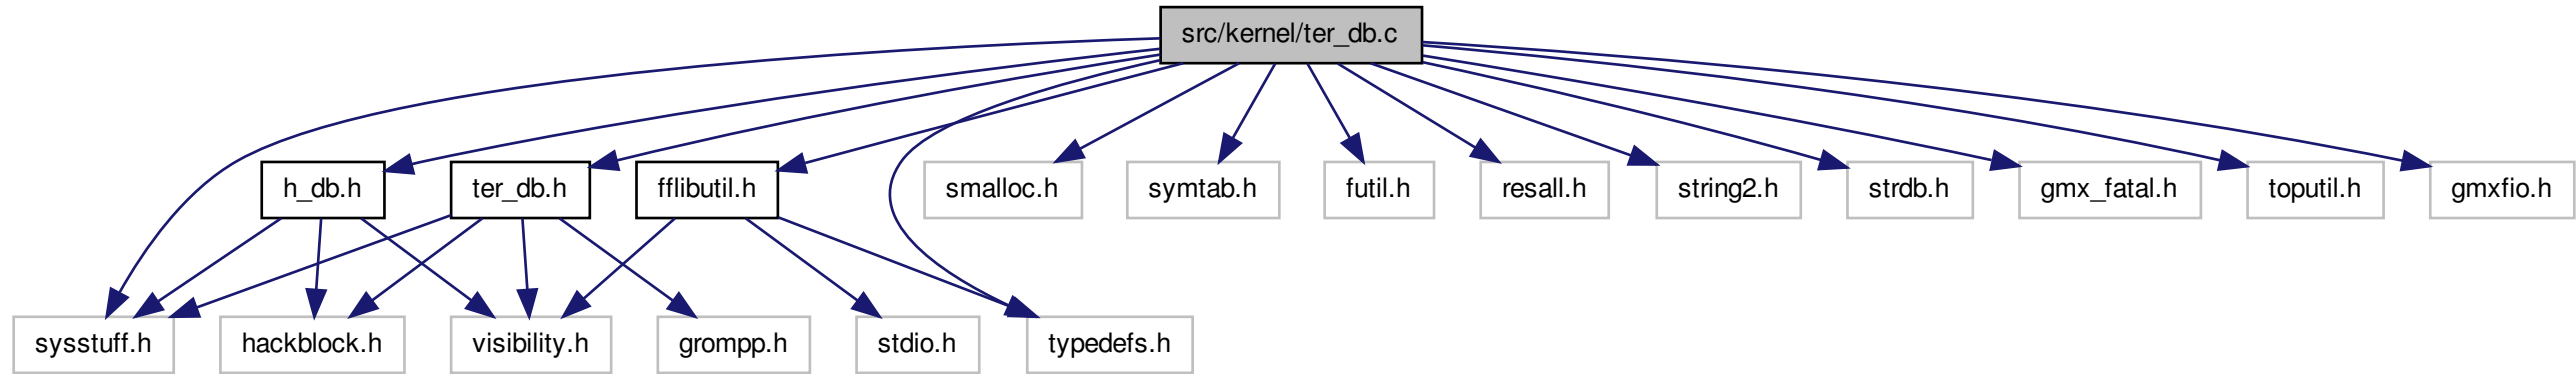 src/kernel/ter_db.c
h_db.h
ter_db.h
fflibutil.h
smalloc.h
symtab.h
futil.h
resall.h
string2.h
strdb.h
gmx_fatal.h
toputil.h
gmxfio.h
sysstuff.h
hackblock.h
visibility.h
grompp.h
stdio.h
typedefs.h